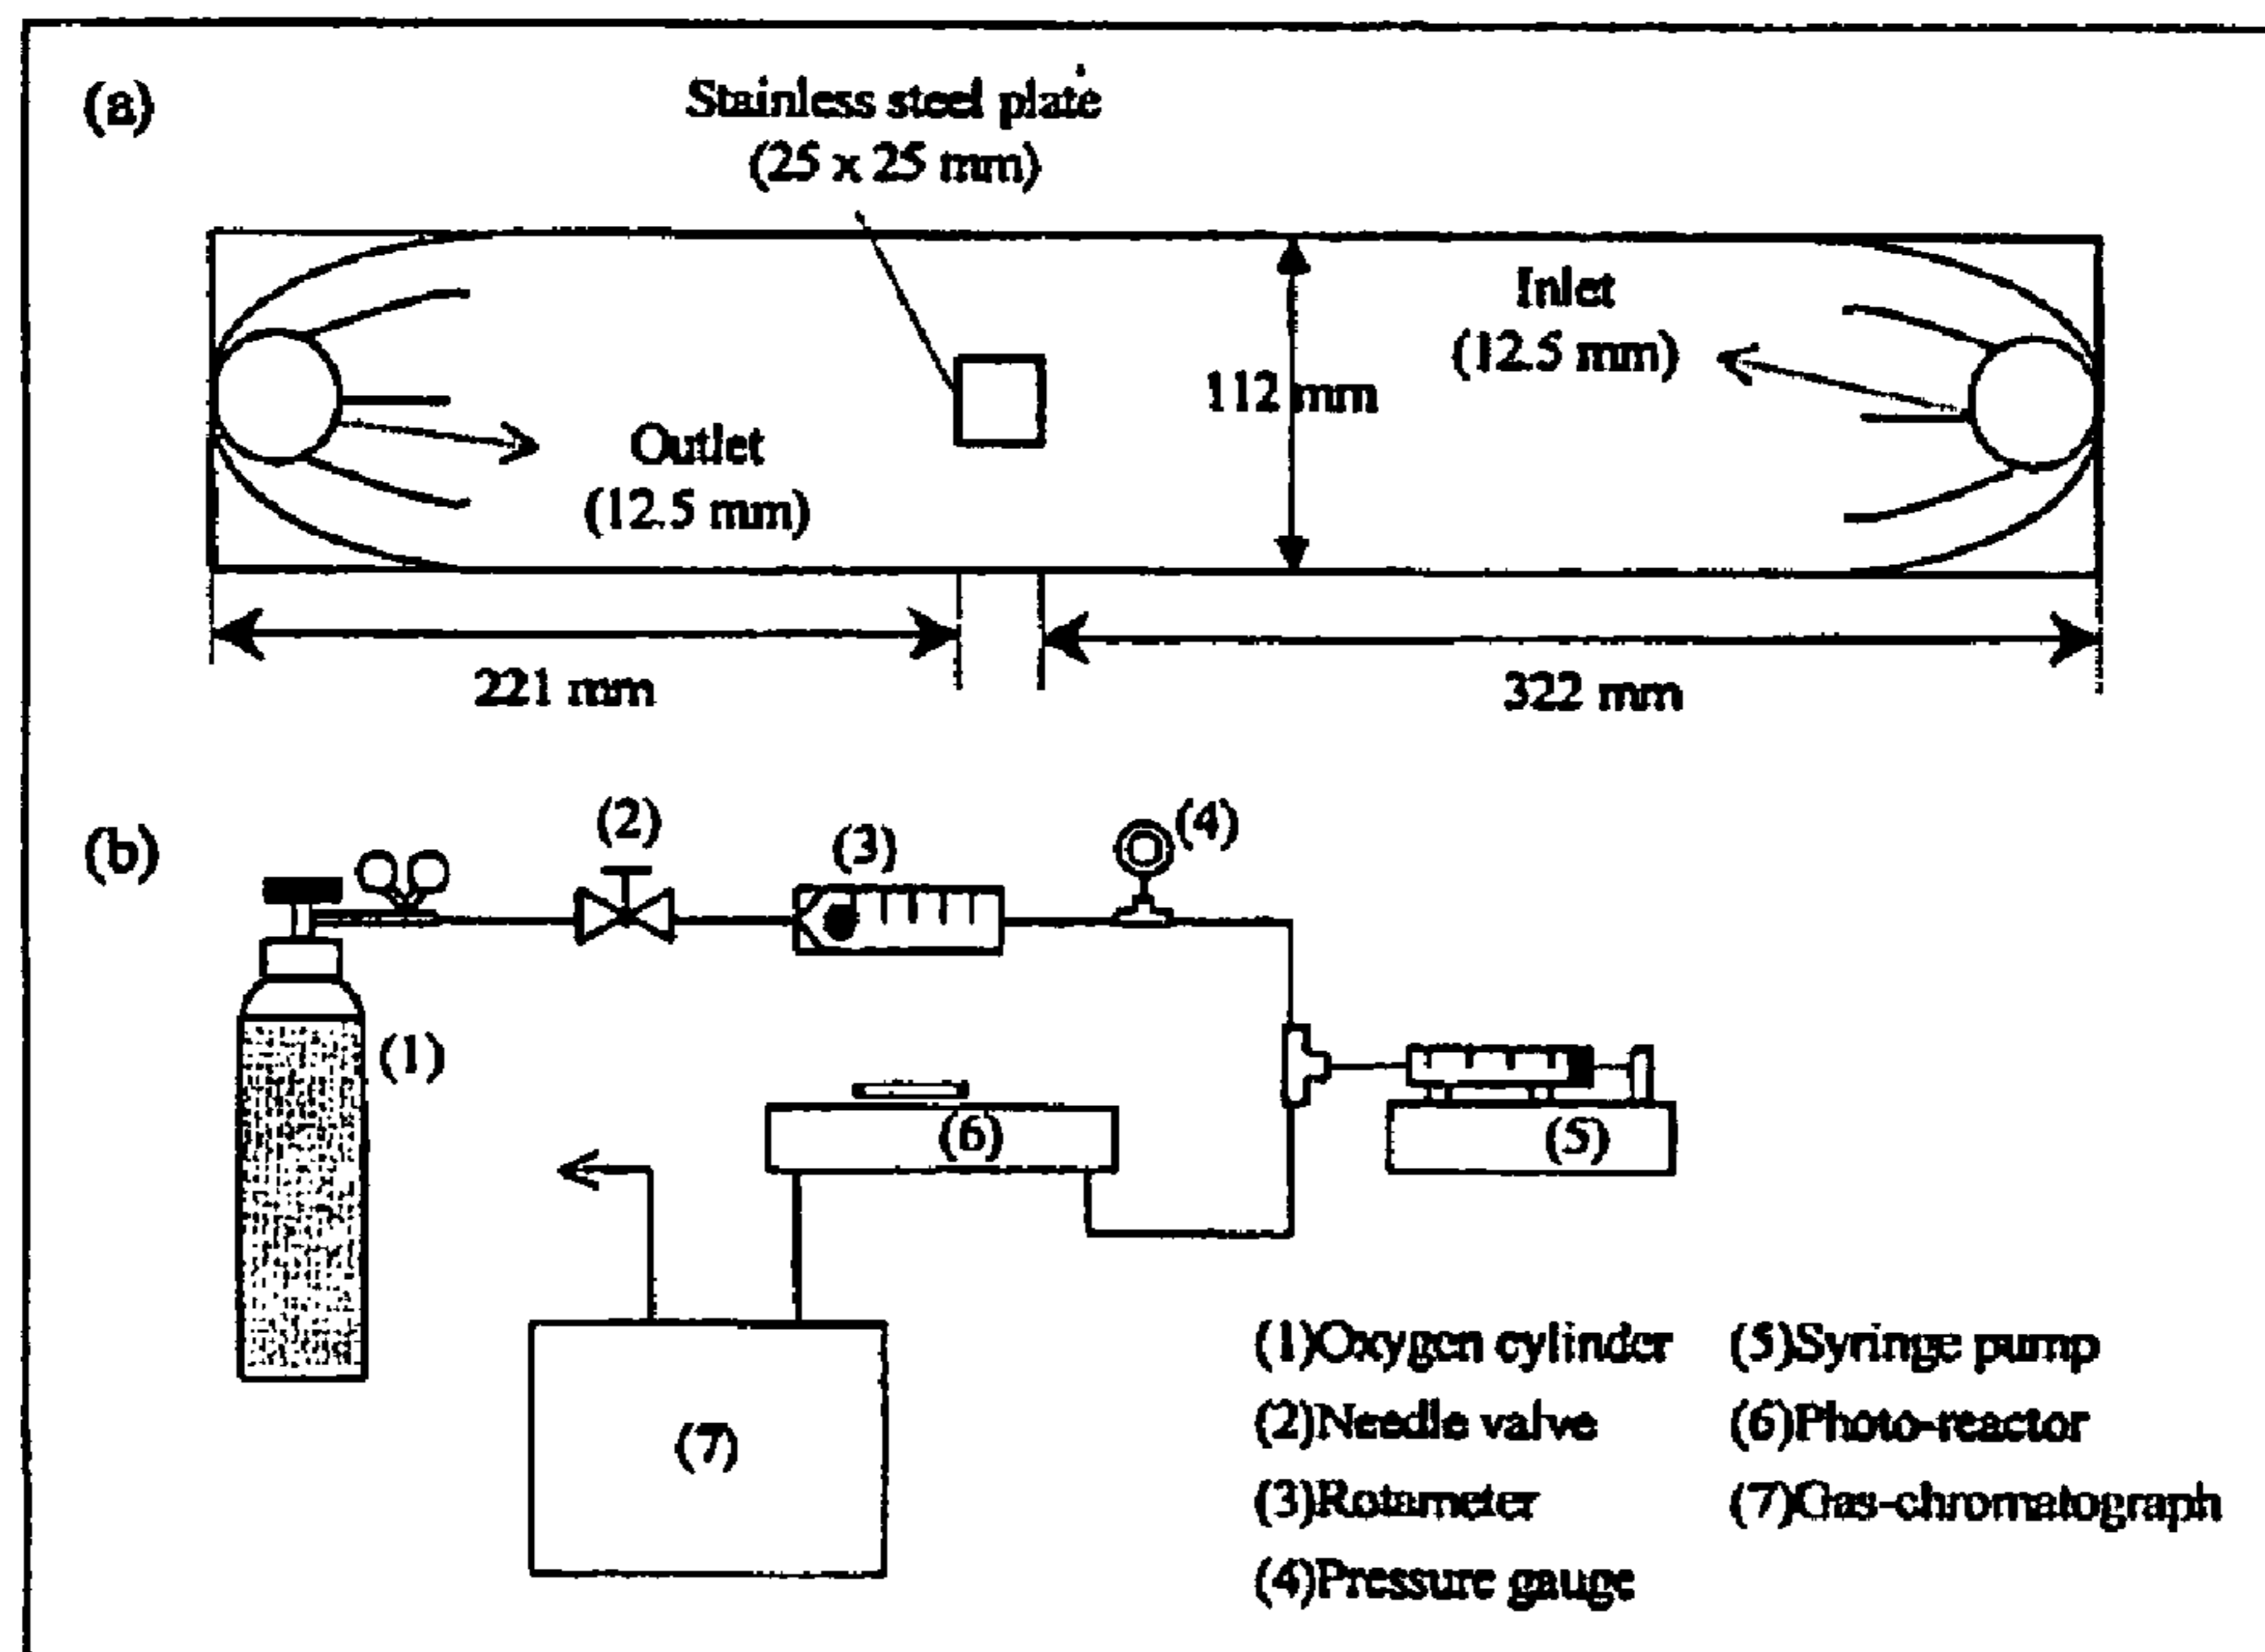 (a)
Stainless steel plate
(25 x 25 mm)
Inlet
(12.5 mm)
112 mm
Outlet
(12.5 mm)
221 mm
322 mm
(b)
(2)
(3)
(4)
(1)
(6)
(5)
(7)
(1)Oxygen cylinder
(2)Needle valve
(3)Rotameter
(4)Pressure gauge
(5)Syringe pump
(6)Photo-reactor
(7)Gas-chromatograph